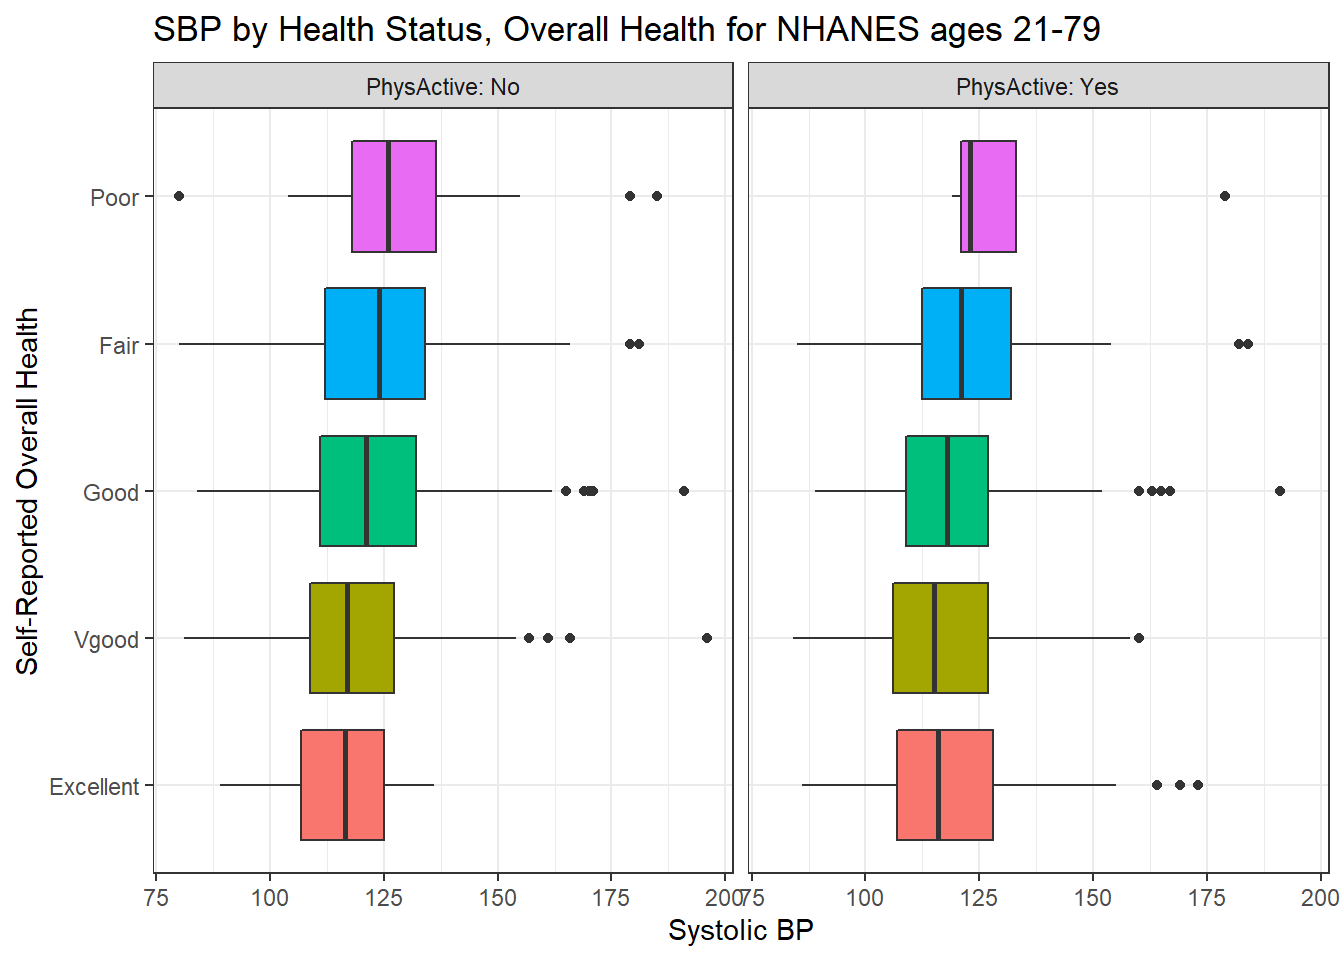 SBP by Health Status, Overall Health for NHANES ages 21-79
PhysActive: No
PhysActive: Yes
Self-Reported Overall Health
Poor
Fair
Good
Vgood
Excellent
75 100 125 150 175 200
75 100 125 150 175 200
Systolic BP